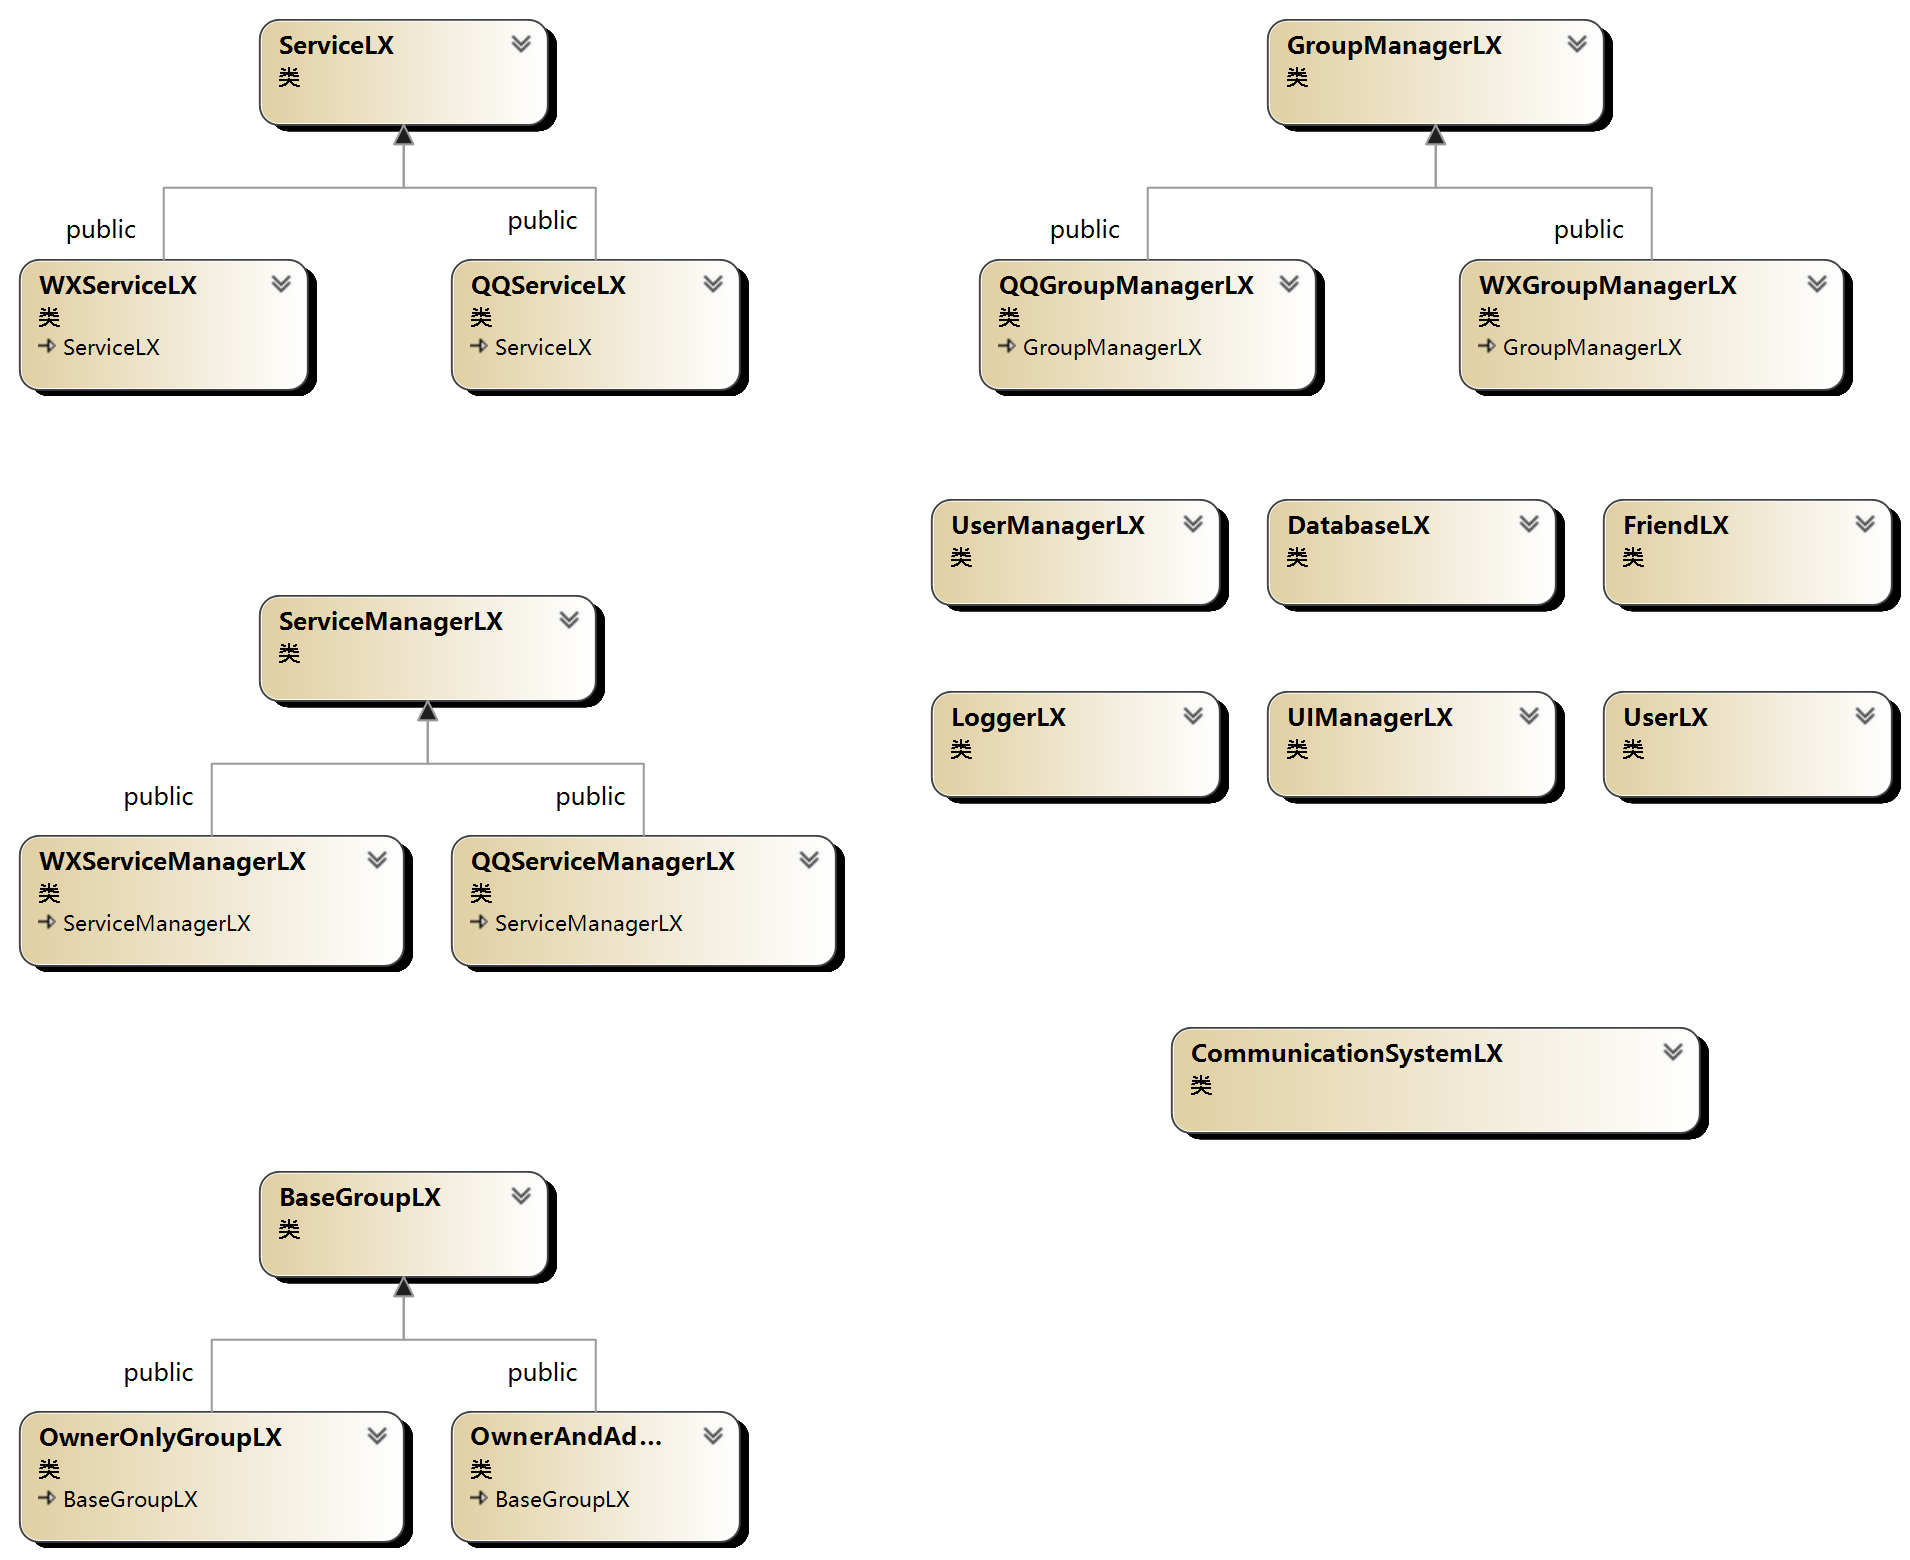 ServiceLX
类
public
public
WXServiceLX
类
ServiceLX
QQServiceLX
类
ServiceLX
GroupManagerLX
类
public
public
QQGroupManagerLX
类
GroupManagerLX
WXGroupManagerLX
类
GroupManagerLX
UserManagerLX
类
DatabaseLX
类
FriendLX
类
ServiceManagerLX
类
public
public
WXServiceManagerLX
类
ServiceManagerLX
QQServiceManagerLX
类
ServiceManagerLX
LoggerLX
类
UIManagerLX
类
UserLX
类
CommunicationSystemLX
类
BaseGroupLX
类
public
public
OwnerOnlyGroupLX
类
BaseGroupLX
OwnerAndAd...
类
BaseGroupLX